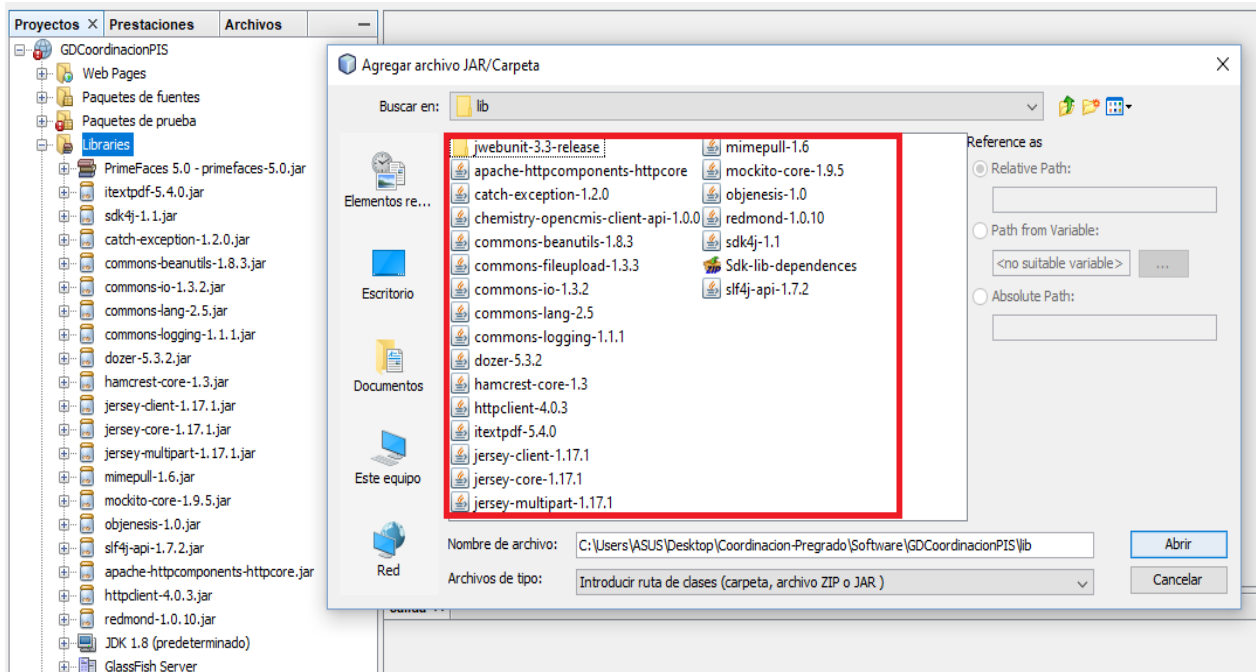 Proyectos × Prestaciones Archivos
GDCoordinacionPIS
Web Pages
Paquetes de fuentes
Paquetes de prueba
Libraries
PrimeFaces 5.0 - primefaces-5.0.jar
itextpdf-5.4.0.jar
sdk4j-1.1.jar
catch-exception-1.2.0.jar
commons-beanutils-1.8.3.jar
commons-io-1.3.2.jar
commons-lang-2.5.jar
commons-logging-1.1.1.jar
dozer-5.3.2.jar
hamcrest-core-1.3.jar
jersey-client-1.17.1.jar
jersey-core-1.17.1.jar
jersey-multipart-1.17.1.jar
mimepull-1.6.jar
mockito-core-1.9.5.jar
objenesis-1.0.jar
slf4j-api-1.7.2.jar
apache-httpcomponents-httpcore.jar
httpclient-4.0.3.jar
redmond-1.0.10.jar
JDK 1.8 (predeterminado)
GlassFish Server
Agregar archivo JAR/Carpeta
Buscar en: lib
Elementos re...
Escritorio
Documentos
Este equipo
Red
jwebunit-3.3-release
apache-httpcomponents-httpcore
catch-exception-1.2.0
chemistry-opencmis-client-api-1.0.0
commons-beanutils-1.8.3
commons-fileupload-1.3.3
commons-io-1.3.2
commons-lang-2.5
commons-logging-1.1.1
dozer-5.3.2
hamcrest-core-1.3
httpclient-4.0.3
itextpdf-5.4.0
jersey-client-1.17.1
jersey-core-1.17.1
jersey-multipart-1.17.1
mimepull-1.6
mockito-core-1.9.5
objenesis-1.0
redmond-1.0.10
sdk4j-1.1
Sdk-lib-dependences
slf4j-api-1.7.2
Reference as
Relative Path:
Path from Variable:
<no suitable variable> ...
Absolute Path:
Nombre de archivo: C:\Users\ASUS\Desktop\Coordinacion-Pregrado\Software\GDCoordinacionPIS\lib
Abrir
Archivos de tipo: Introducir ruta de clases (carpeta, archivo ZIP o JAR )
Cancelar